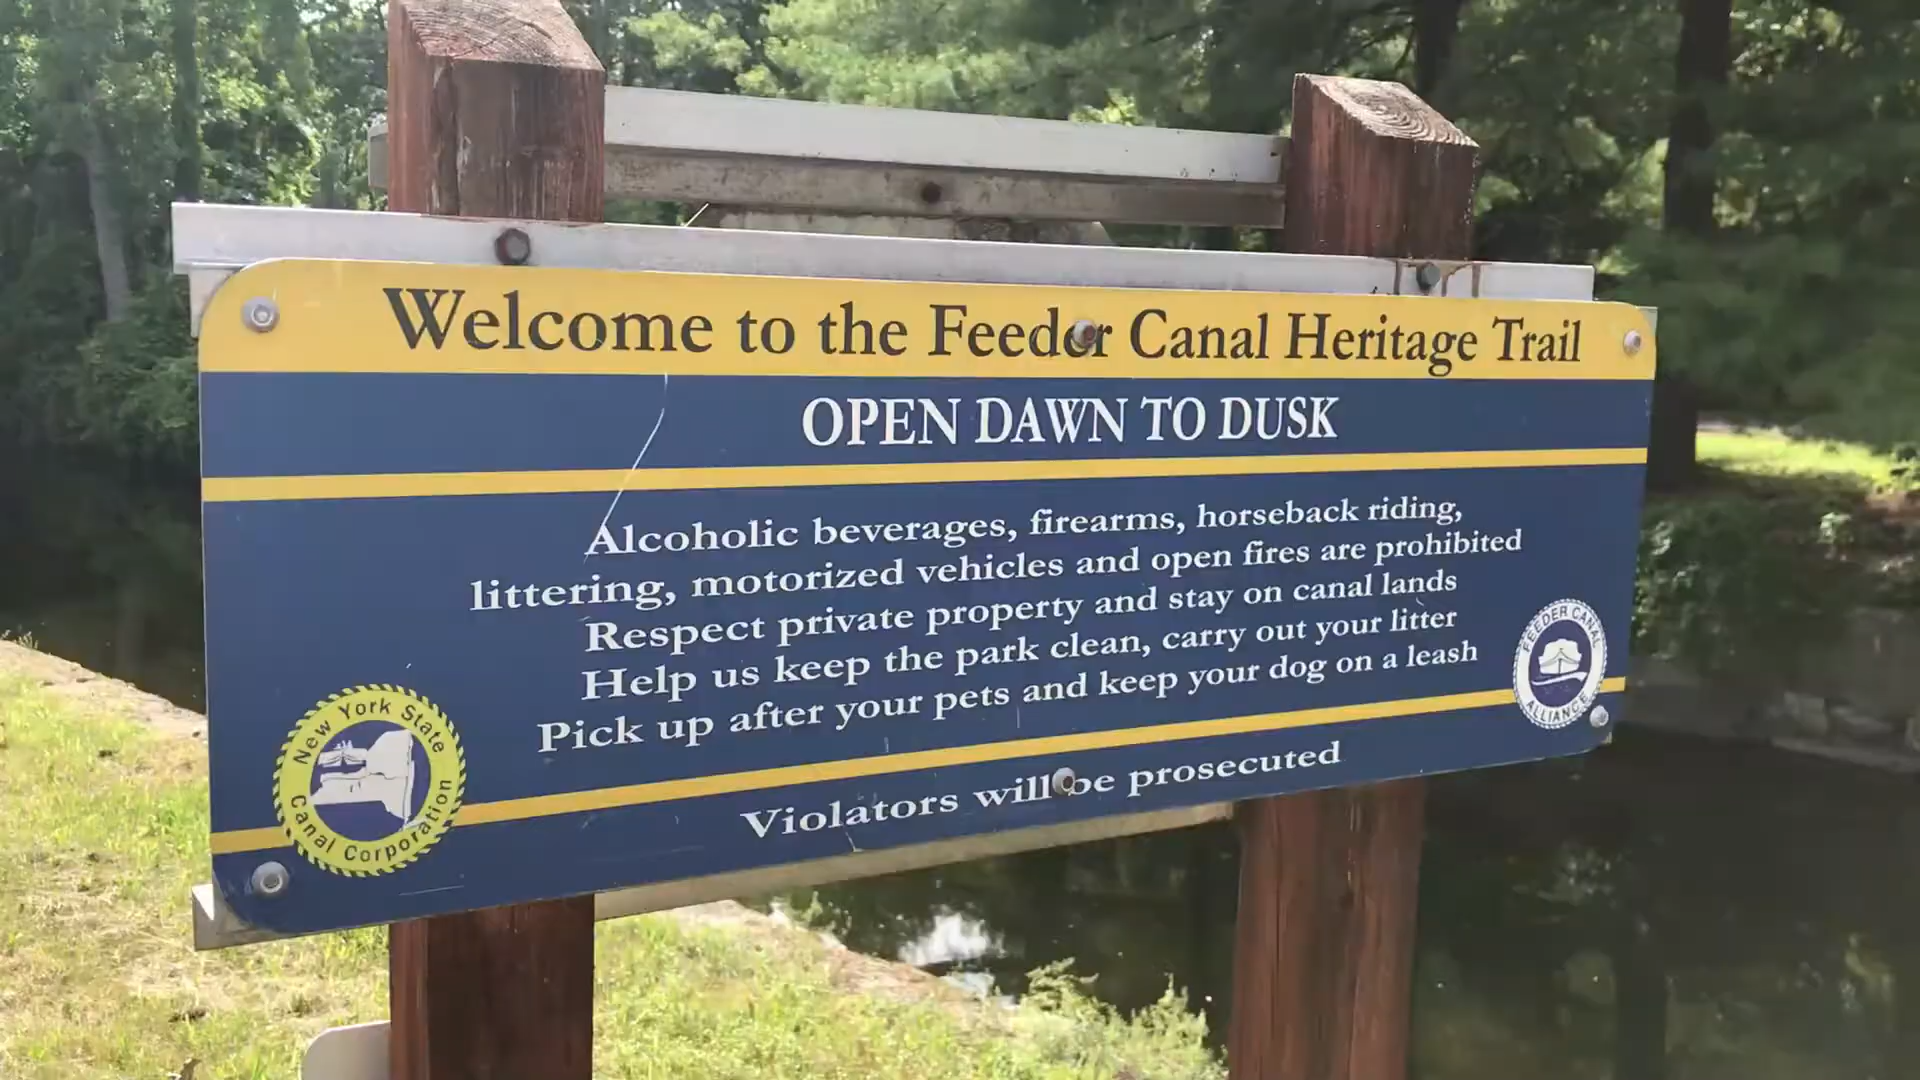 Welcome to the Feeder Canal Heritage Trail
OPEN DAWN TO DUSK
Alcoholic beverages, firearms, horseback riding,
littering, motorized vehicles and open fires are prohibited
Respect private property and stay on canal lands
Help us keep the park clean, carry out your litter
Pick up after your pets and keep your dog on a leash
Violators will be prosecuted
New York State
Canal Corporation
FEEDER CANAL
ALLIANCE